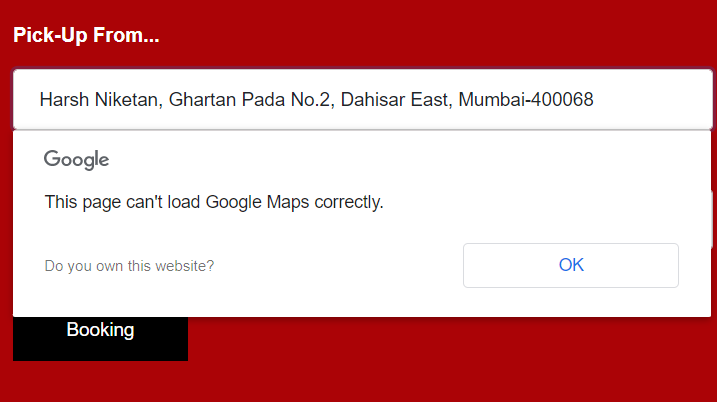 Pick-Up From...
Harsh Niketan, Ghartan Pada No.2, Dahisar East, Mumbai-400068
Google
This page can't load Google Maps correctly.
Do you own this website?
OK
Booking